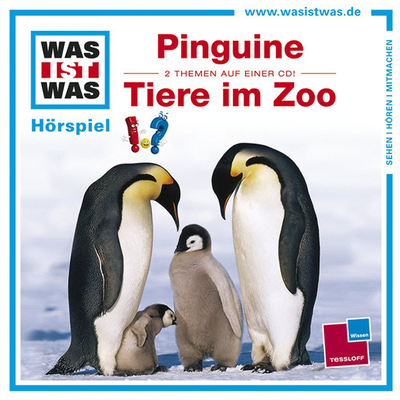 www.wasistwas.de
WAS
IST
WAS
Hörspiel
Pinguine
2 THEMEN AUF EINER CD!
Tiere im Zoo
!?
SEHEN | HÖREN | MITMACHEN
Wissen
TESSLOFF